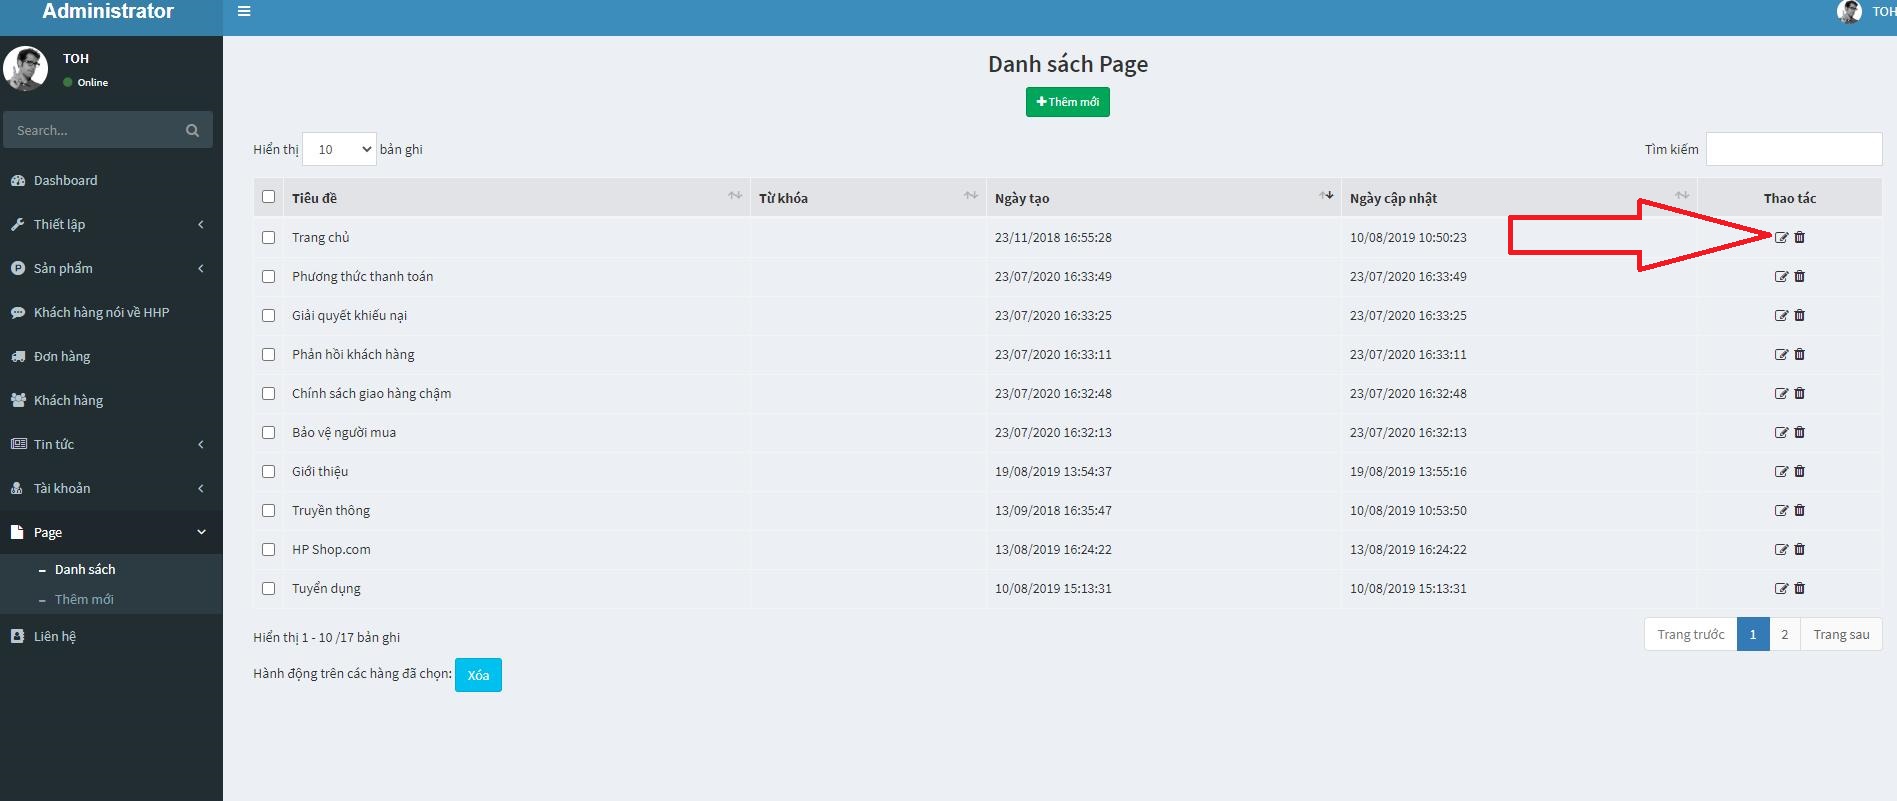 Administrator
TOH
TOH
Online
Search...
Dashboard
Thiết lập
Sản phẩm
Khách hàng nói về HHP
Đơn hàng
Khách hàng
Tin tức
Tài khoản
Page
Danh sách
Thêm mới
Liên hệ
Danh sách Page
Thêm mới
Hiển thị 10 bản ghi
Tìm kiếm
Tiêu đề Từ khóa Ngày tạo Ngày cập nhật Thao tác
Trang chủ 23/11/2018 16:55:28 10/08/2019 10:50:23
Phương thức thanh toán 23/07/2020 16:33:49 23/07/2020 16:33:49
Giải quyết khiếu nại 23/07/2020 16:33:25 23/07/2020 16:33:25
Phản hồi khách hàng 23/07/2020 16:33:11 23/07/2020 16:33:11
Chính sách giao hàng chậm 23/07/2020 16:32:48 23/07/2020 16:32:48
Bảo vệ người mua 23/07/2020 16:32:13 23/07/2020 16:32:13
Giới thiệu 19/08/2019 13:54:37 19/08/2019 13:55:16
Truyền thông 13/09/2018 16:35:47 10/08/2019 10:53:50
HP Shop.com 13/08/2019 16:24:22 13/08/2019 16:24:22
Tuyển dụng 10/08/2019 15:13:31 10/08/2019 15:13:31
Hiển thị 1 - 10 /17 bản ghi
Trang trước 1 2 Trang sau
Hành động trên các hàng đã chọn: Xóa